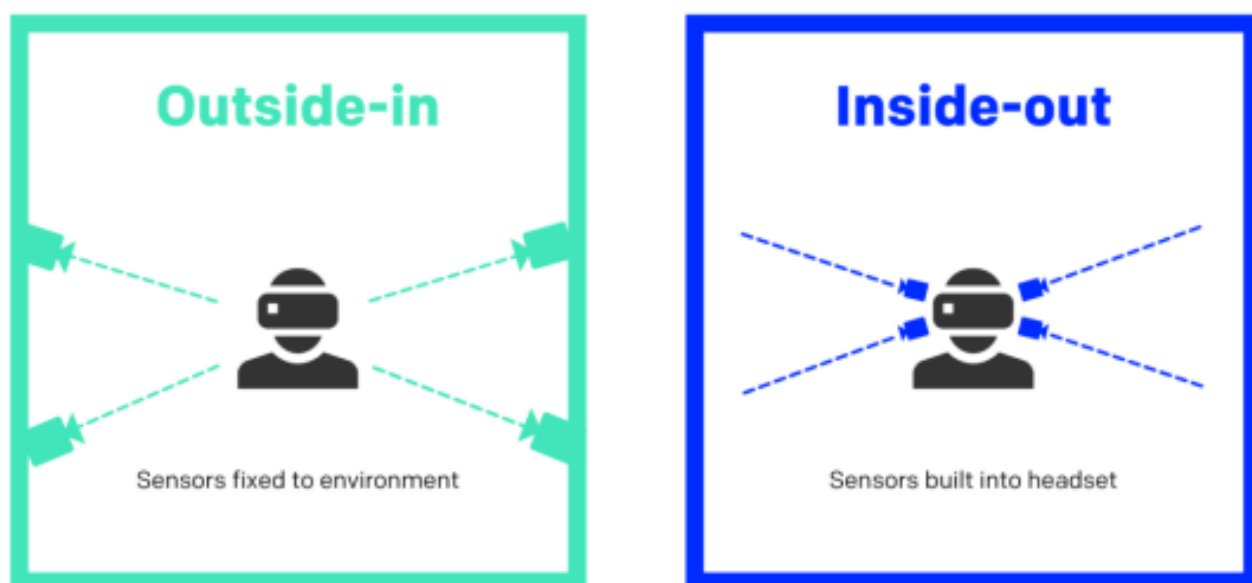 Outside-in
Sensors fixed to environment
Inside-out
Sensors built into headset